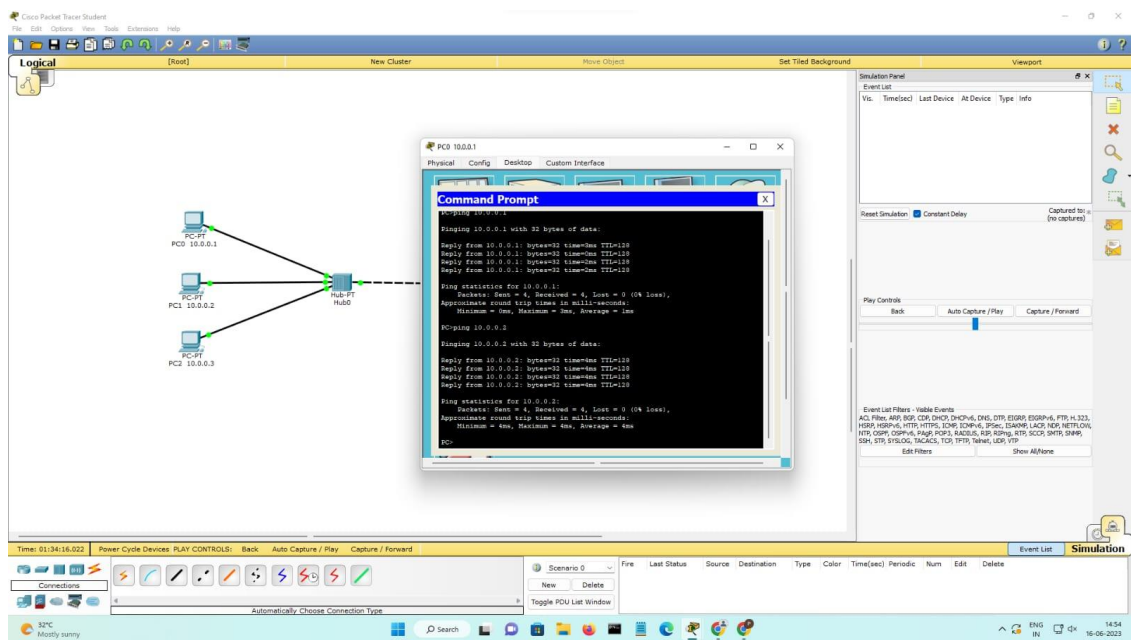 Cisco Packet Tracer Student
File Edit Options View Tools Extensions Help
Logical [Root] New Cluster Move Object Set Tiled Background Viewport
Simulation Panel
Event List
Vis. Time(sec) Last Device At Device Type Info
Reset Simulation Constant Delay Captured to:
(no captures)
Play Controls
Back Auto Capture / Play Capture / Forward
Event List Filters - Visible Events
ACL Filter, ARP, BGP, CDP, DHCP, DHCPv6, DNS, DTP, EIGRP, EIGRPv6, FTP, H.323,
HSRP, HSRPv6, HTTP, HTTPS, ICMP, ICMPv6, IPSec, ISAKMP, LACP, NDP, NETFLOW,
NTP, OSPF, OSPFv6, PAgP, POP3, RADIUS, RIP, RIPng, RTP, SCCP, SMTP, SNMP,
SSH, STP, SYSLOG, TACACS, TCP, TFTP, Telnet, UDP, VTP
Edit Filters Show All/None
PC-PT
PC0 10.0.0.1
PC-PT
PC1 10.0.0.2
PC-PT
PC2 10.0.0.3
Hub-PT
Hub0
PC0 10.0.0.1
Physical Config Desktop Custom Interface
Command Prompt X
PC>ping 10.0.0.1
Pinging 10.0.0.1 with 32 bytes of data:
Reply from 10.0.0.1: bytes=32 time=3ms TTL=128
Reply from 10.0.0.1: bytes=32 time=0ms TTL=128
Reply from 10.0.0.1: bytes=32 time=2ms TTL=128
Reply from 10.0.0.1: bytes=32 time=2ms TTL=128
Ping statistics for 10.0.0.1:
Packets: Sent = 4, Received = 4, Lost = 0 (0% loss),
Approximate round trip times in milli-seconds:
Minimum = 0ms, Maximum = 3ms, Average = 1ms
PC>ping 10.0.0.2
Pinging 10.0.0.2 with 32 bytes of data:
Reply from 10.0.0.2: bytes=32 time=4ms TTL=128
Reply from 10.0.0.2: bytes=32 time=4ms TTL=128
Reply from 10.0.0.2: bytes=32 time=4ms TTL=128
Reply from 10.0.0.2: bytes=32 time=4ms TTL=128
Ping statistics for 10.0.0.2:
Packets: Sent = 4, Received = 4, Lost = 0 (0% loss),
Approximate round trip times in milli-seconds:
Minimum = 4ms, Maximum = 4ms, Average = 4ms
PC>
Time: 01:34:16.022 Power Cycle Devices PLAY CONTROLS: Back Auto Capture / Play Capture / Forward Event List Simulation
Connections
Automatically Choose Connection Type
Scenario 0
New Delete
Toggle PDU List Window
Fire Last Status Source Destination Type Color Time(sec) Periodic Num Edit Delete
32°C
Mostly sunny
Search
ENG
IN
14:54
16-06-2023